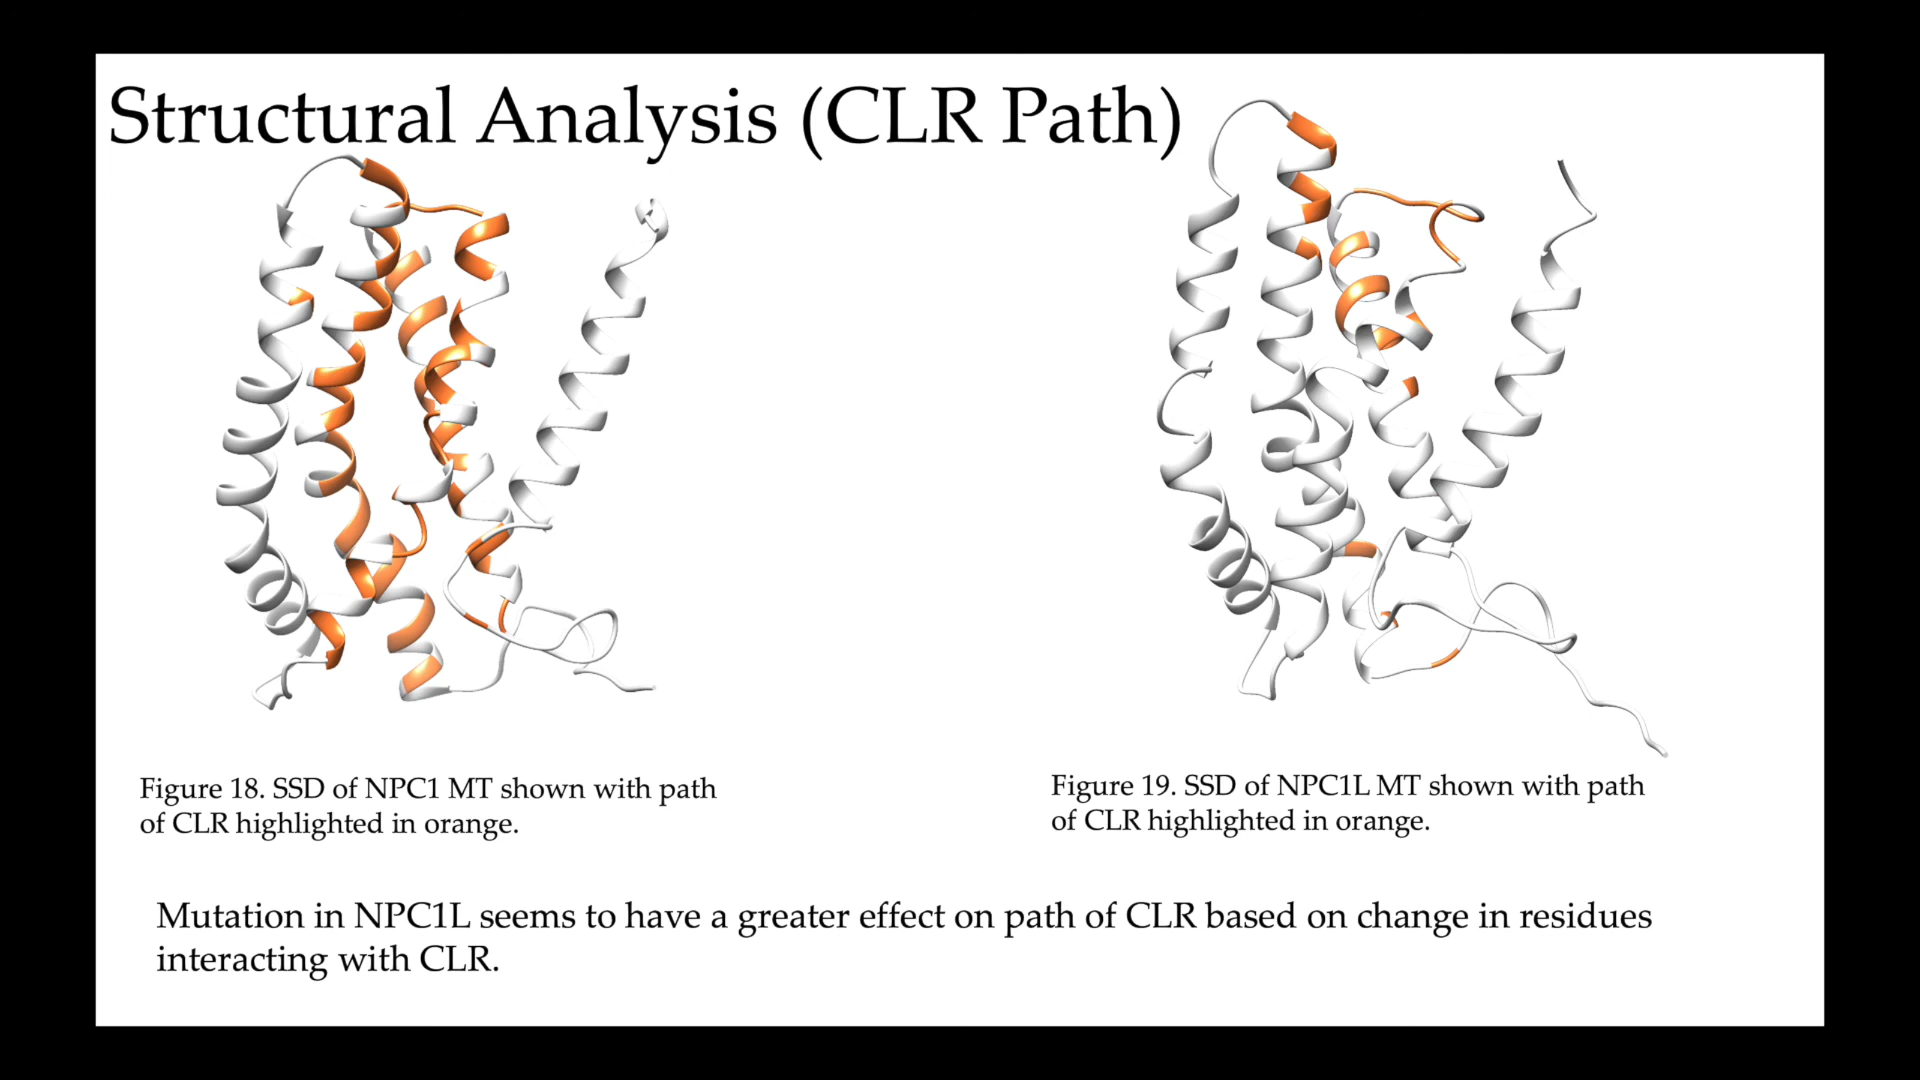 Structural Analysis (CLR Path)
Figure 18. SSD of NPC1 MT shown with path
of CLR highlighted in orange.
Figure 19. SSD of NPC1L MT shown with path
of CLR highlighted in orange.
Mutation in NPC1L seems to have a greater effect on path of CLR based on change in residues
interacting with CLR.